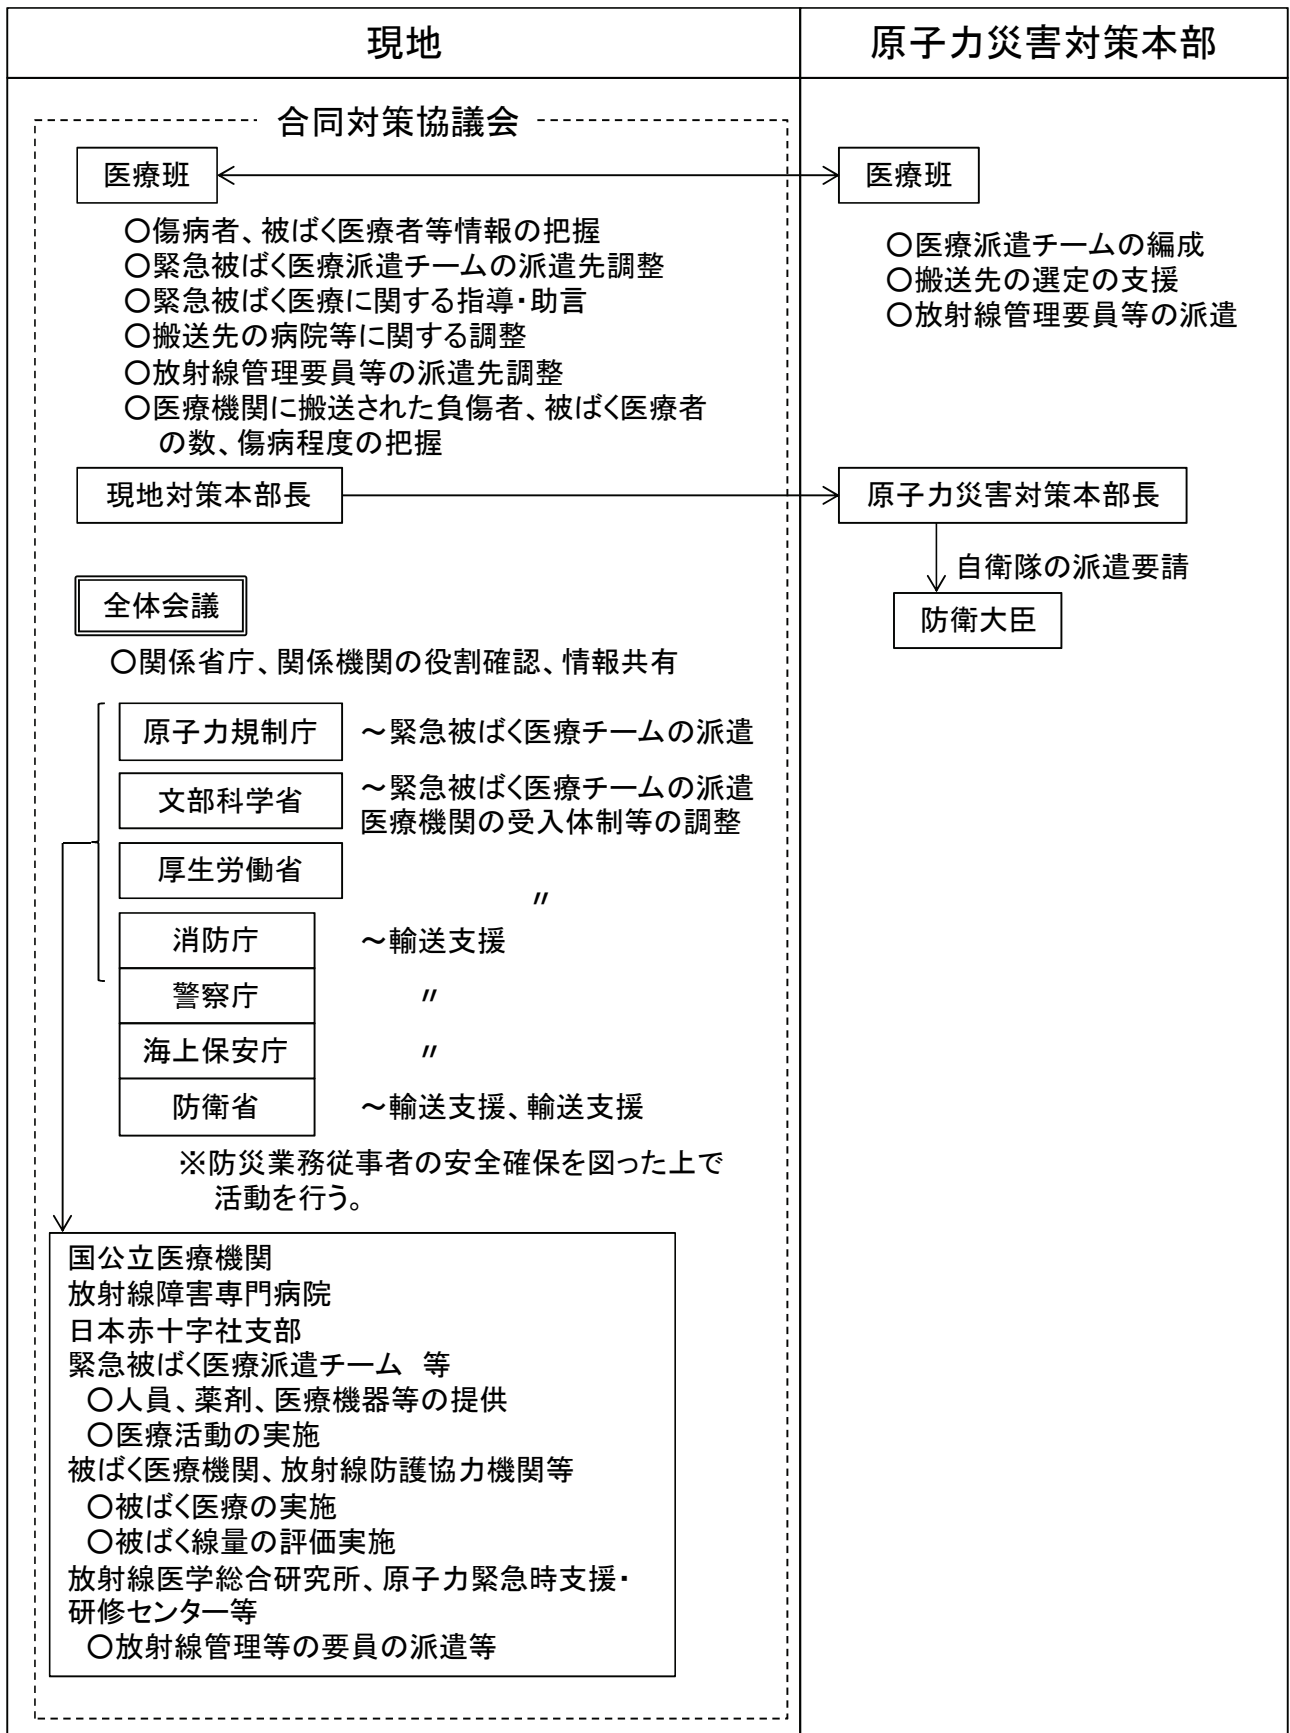 現地
原子力災害対策本部
合同対策協議会
医療班
〇傷病者、被ばく医療者等情報の把握
〇緊急被ばく医療派遣チームの派遣先調整
〇緊急被ばく医療に関する指導・助言
〇搬送先の病院等に関する調整
〇放射線管理要員等の派遣先調整
〇医療機関に搬送された負傷者、被ばく医療者
の数、傷病程度の把握
医療班
〇医療派遣チームの編成
〇搬送先の選定の支援
〇放射線管理要員等の派遣
現地対策本部長
原子力災害対策本部長
自衛隊の派遣要請
防衛大臣
全体会議
〇関係省庁、関係機関の役割確認、情報共有
原子力規制庁 ～緊急被ばく医療チームの派遣
文部科学省 ～緊急被ばく医療チームの派遣
医療機関の受入体制等の調整
厚生労働省
〃
消防庁 ～輸送支援
警察庁 〃
海上保安庁 〃
防衛省 ～輸送支援、輸送支援
※防災業務従事者の安全確保を図った上で
活動を行う。
国公立医療機関
放射線障害専門病院
日本赤十字社支部
緊急被ばく医療派遣チーム 等
〇人員、薬剤、医療機器等の提供
〇医療活動の実施
被ばく医療機関、放射線防護協力機関等
〇被ばく医療の実施
〇被ばく線量の評価実施
放射線医学総合研究所、原子力緊急時支援・
研修センター等
〇放射線管理等の要員の派遣等